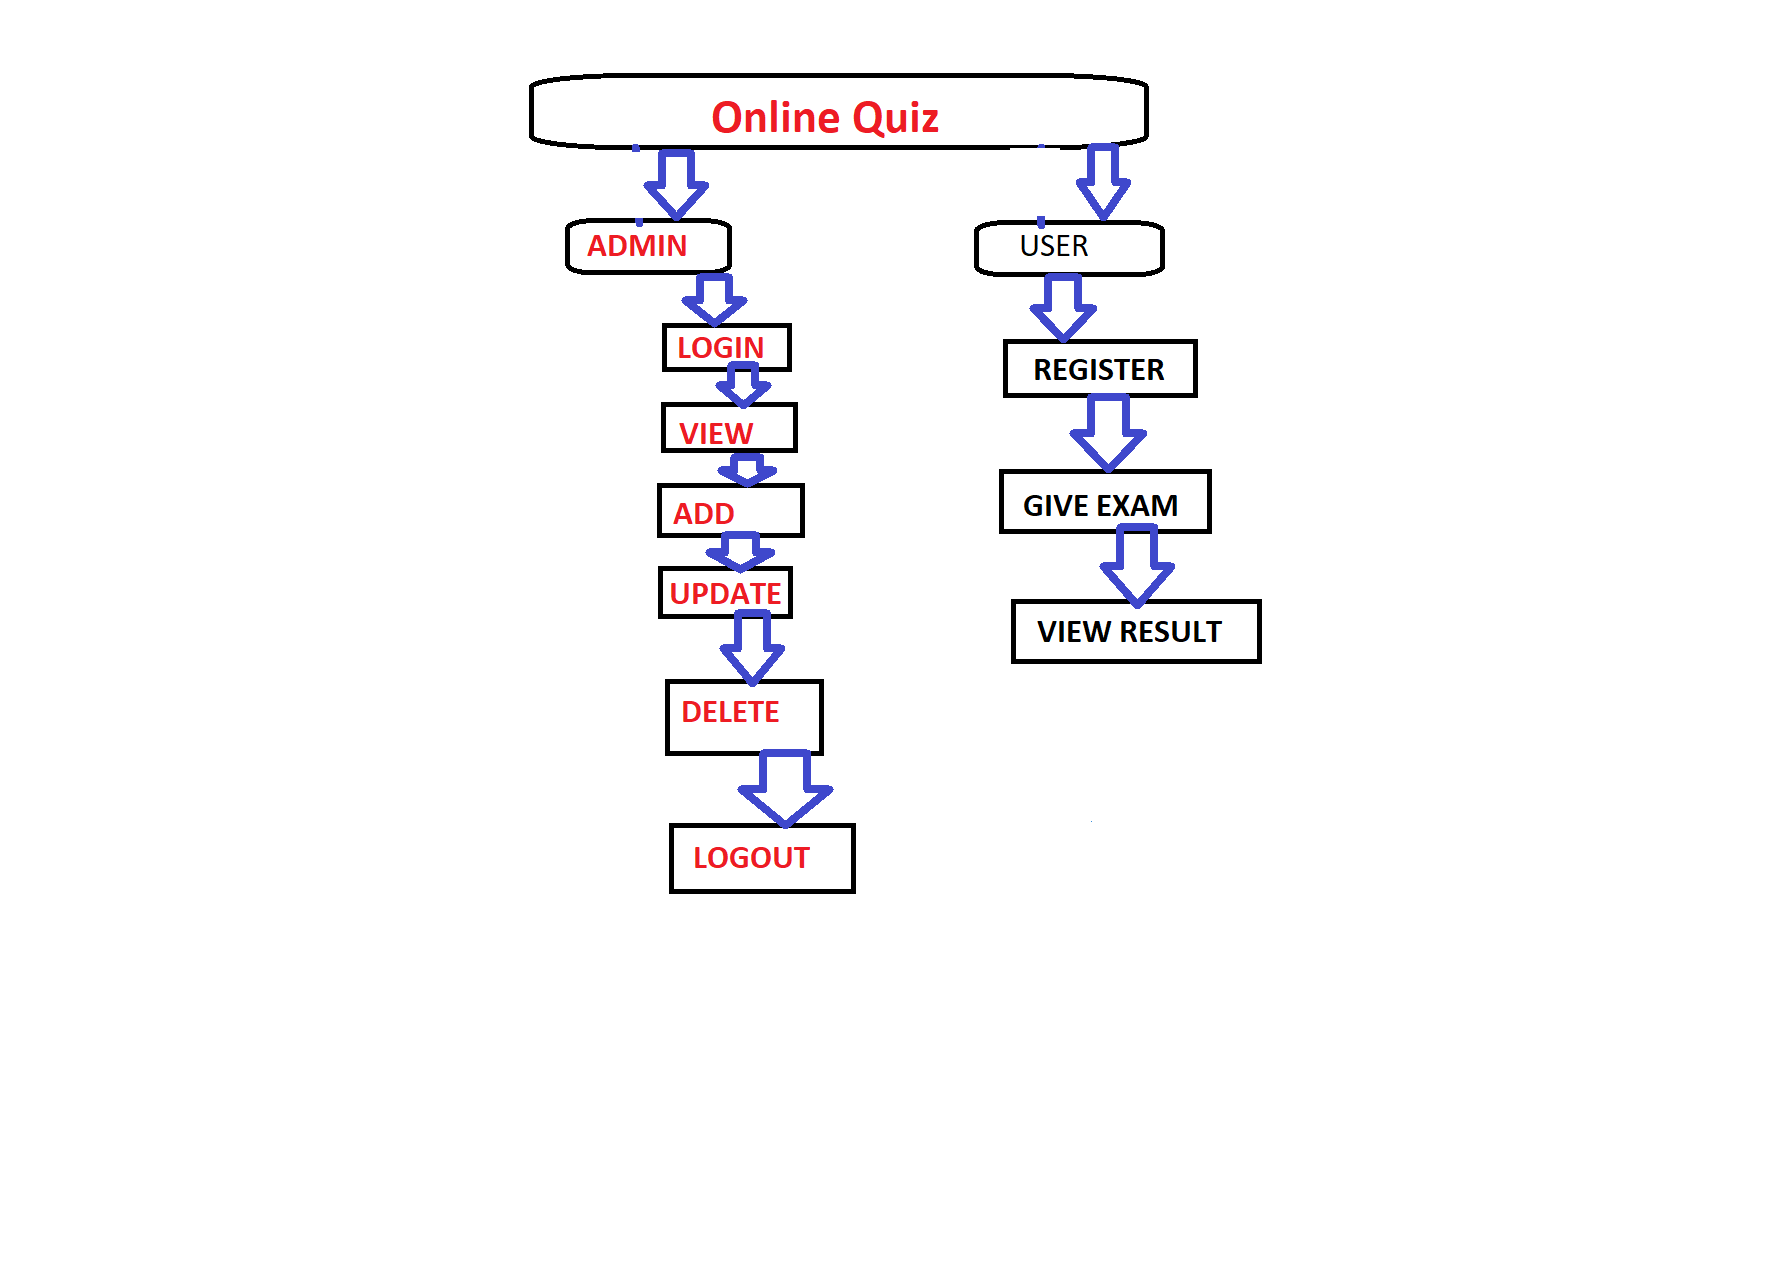 Online Quiz
ADMIN
LOGIN
VIEW
ADD
UPDATE
DELETE
LOGOUT
USER
REGISTER
GIVE EXAM
VIEW RESULT